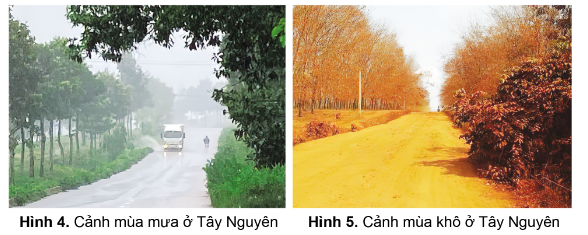 Hình 4. Cảnh mùa mưa ở Tây Nguyên
Hình 5. Cảnh mùa khô ở Tây Nguyên